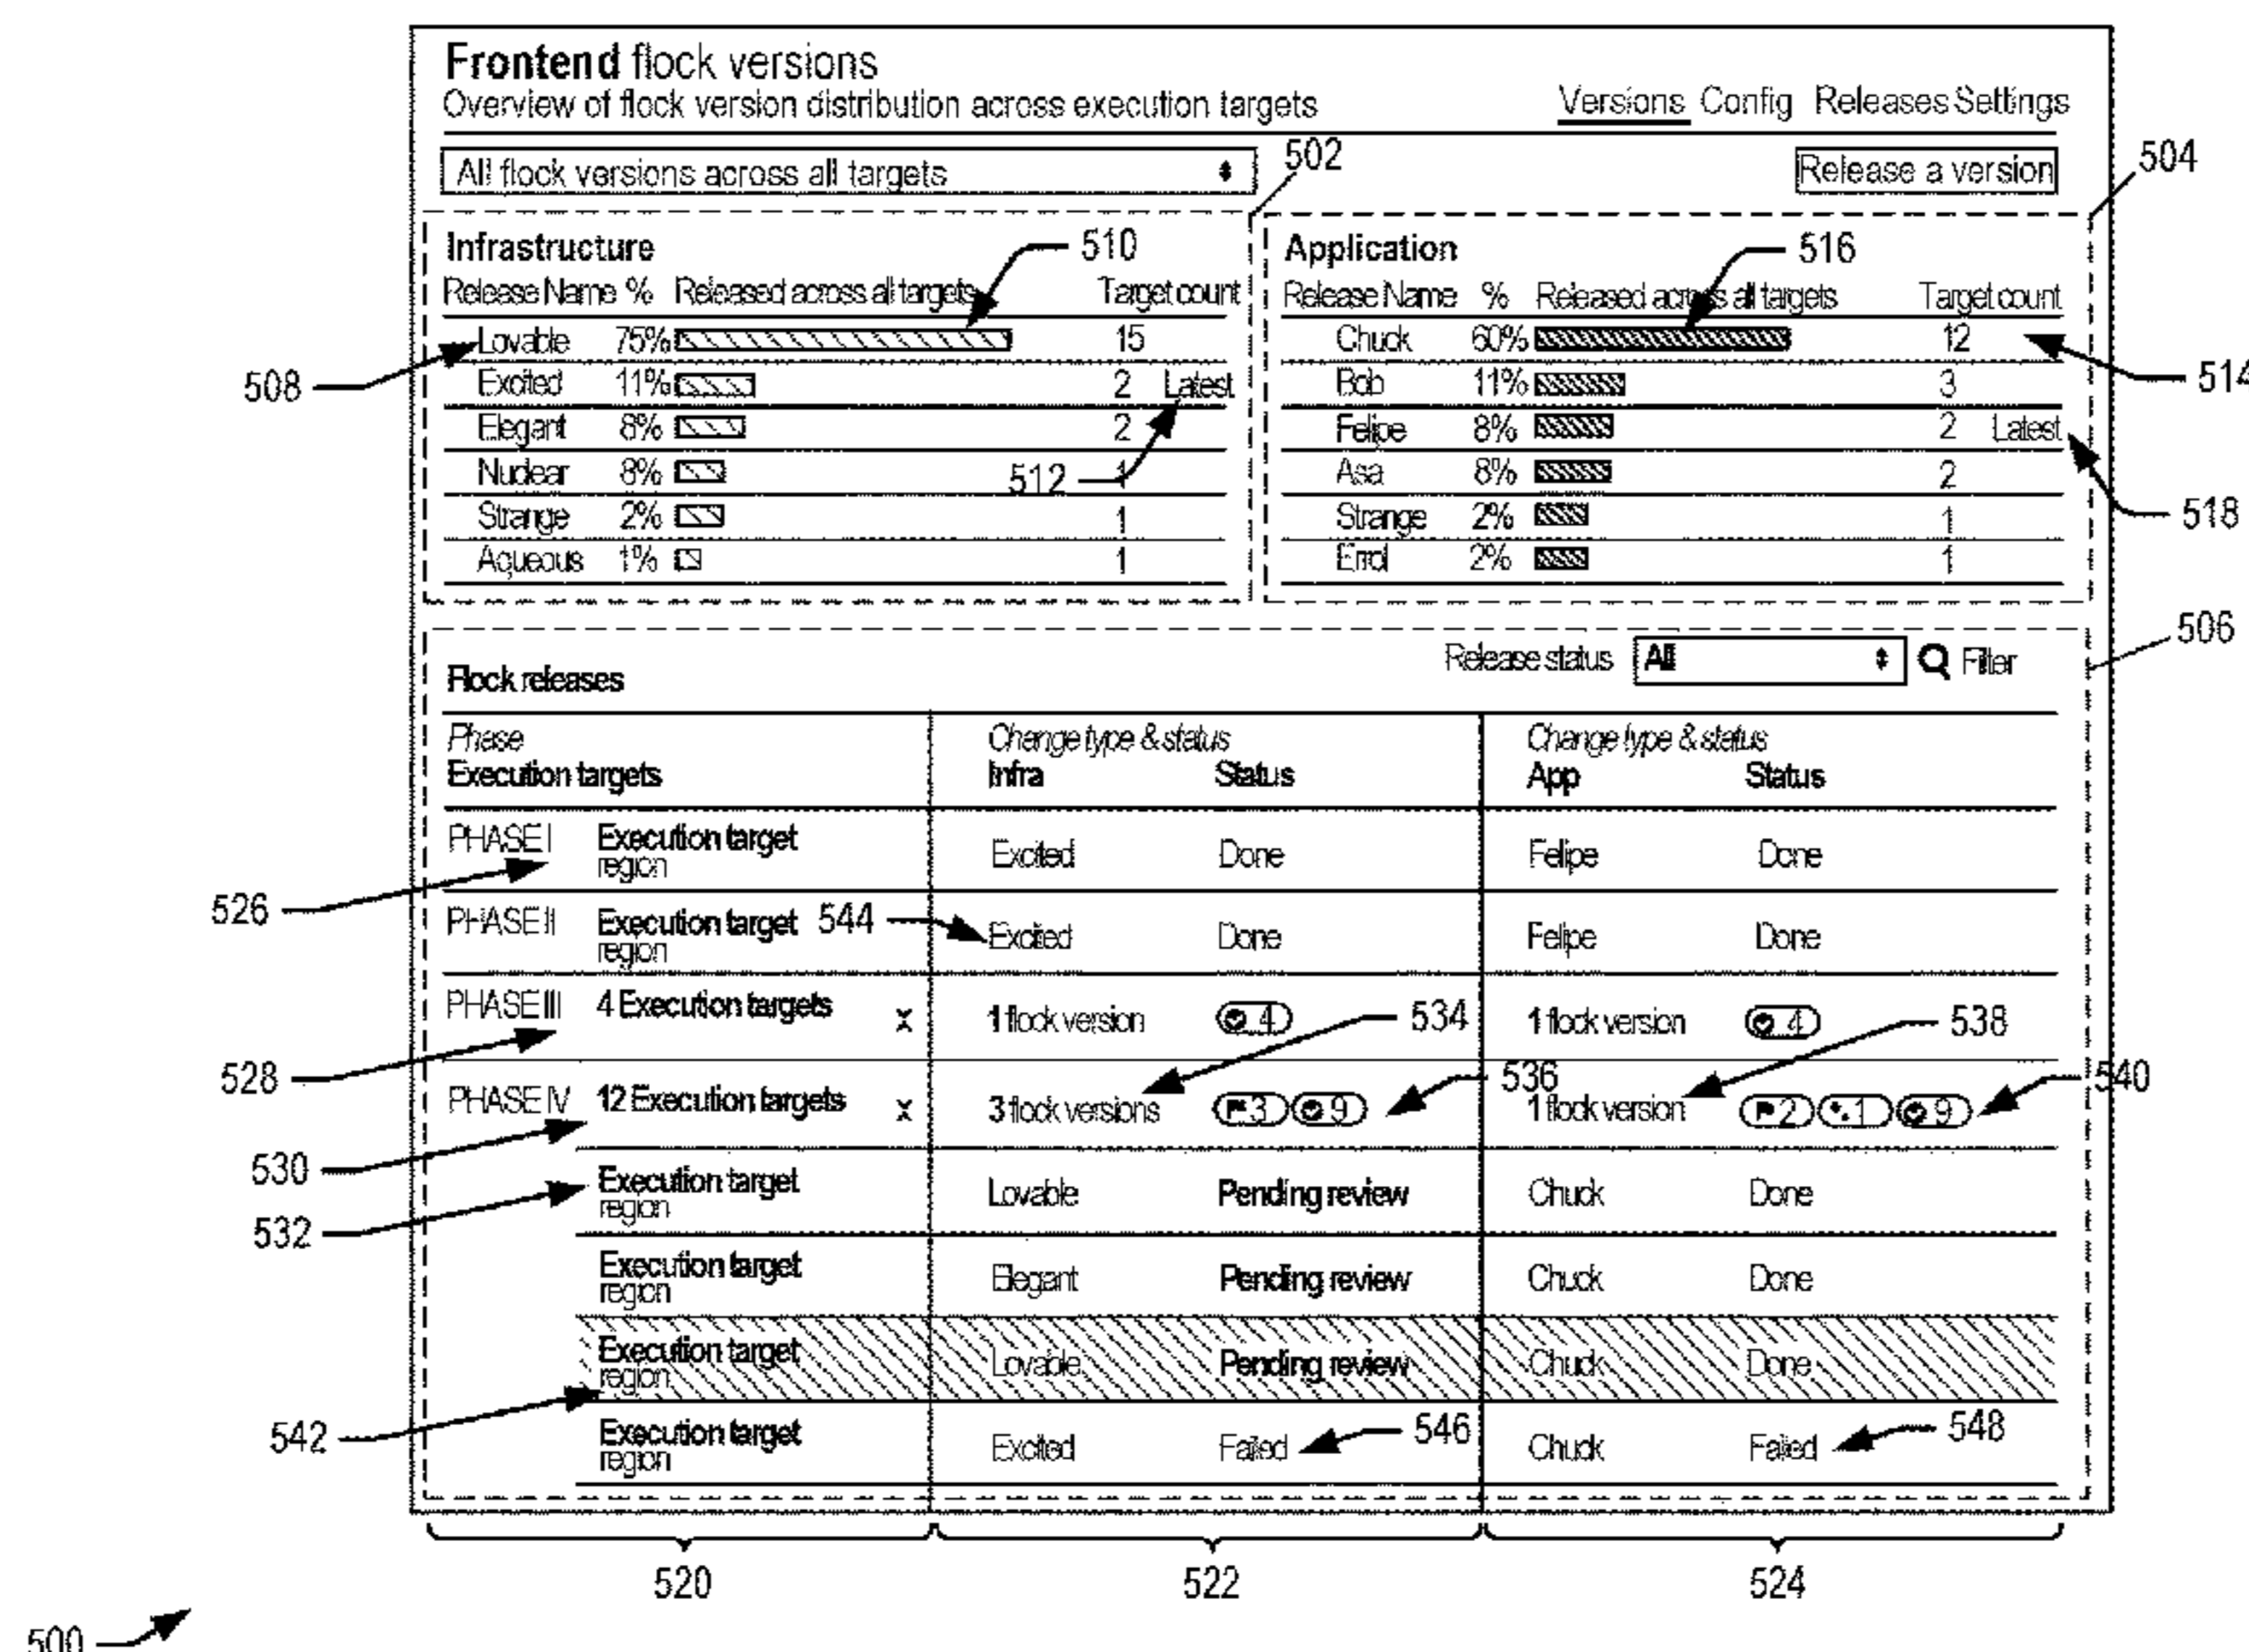 Frontend flock versions
Overview of flock version distribution across execution targets
Versions Config Releases Settings
All flock versions across all targets
502
Release a version
504
Infrastructure
510
Release Name % Released across all targets Target count
Lovable 75% 15
508
Excited 11% 2 Latest
Elegant 8% 2
Nuclear 8% 1
512
Strange 2% 1
Aqueous 1% 1
Application
516
Release Name % Released across all targets Target count
Chuck 60% 12
514
Bob 11% 3
Felipe 8% 2 Latest
Asa 8% 2
518
Strange 2% 1
Errol 2% 1
506
Flock releases
Release status All Filter
Phase
Execution targets
Change type & status
Infra Status
Change type & status
App Status
PHASE I Execution target Excited Done Felipe Done
region
526
PHASE II Execution target 544 Excited Done Felipe Done
region
PHASE III 4 Execution targets 1 flock version 4 534 1 flock version 4 538
528
PHASE IV 12 Execution targets 3 flock versions 3 9 536 1 flock version 2 1 9 540
530
Execution target Lovable Pending review Chuck Done
region
532
Execution target Elegant Pending review Chuck Done
region
Execution target Lovable Pending review Chuck Done
region
542
Execution target Excited Failed 546 Chuck Failed 548
region
520 522 524
500